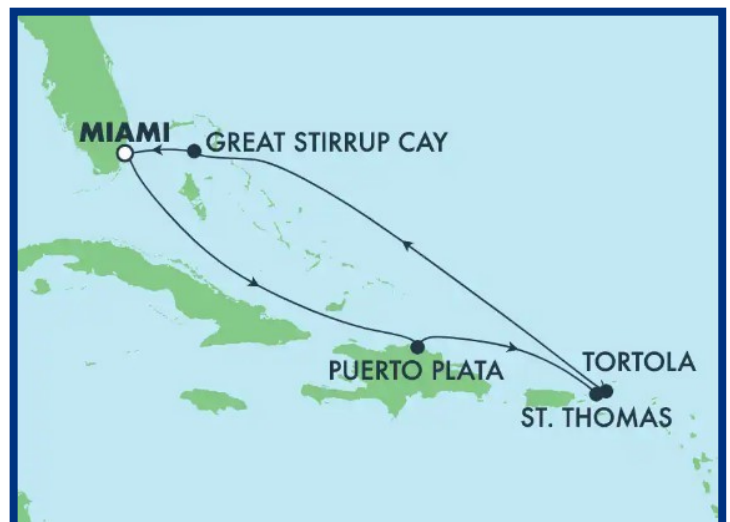 MIAMI
GREAT STIRRUP CAY
PUERTO PLATA
TORTOLA
ST. THOMAS